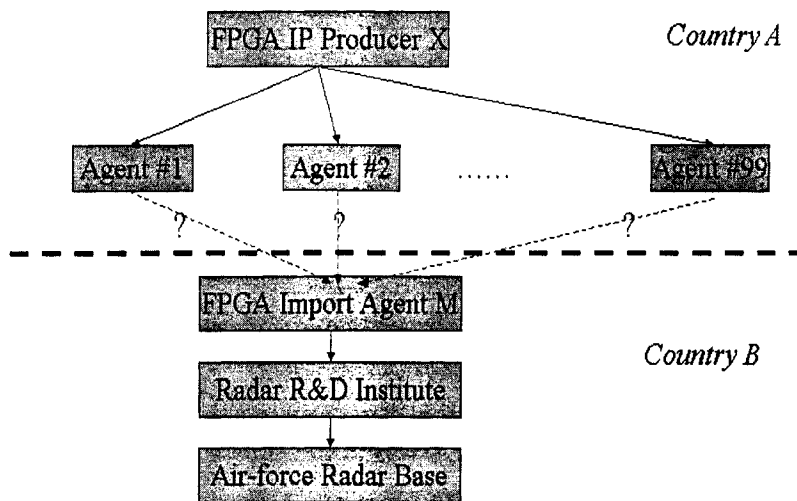 FPGA IP Producer X
Country A
Agent #1
Agent #2
......
Agent #99
? ? ?
FPGA Import Agent M
Country B
Radar R&D Institute
Air-force Radar Base